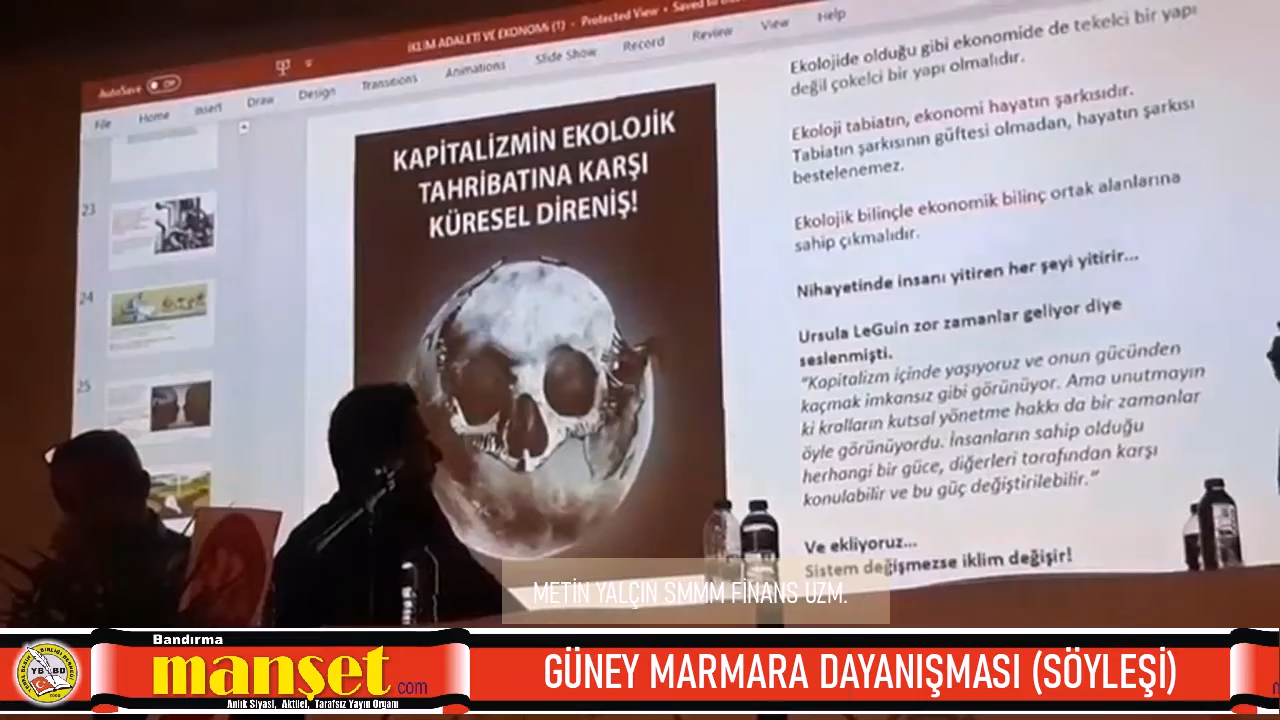 İKLİM ADALETİ VE EKONOMİ (1) - Protected View • Saved to
AutoSave Off
File Home Insert Draw Design Transitions Animations Slide Show Record Review View Help
23
24
25
KAPİTALİZMİN EKOLOJİK
TAHRİBATINA KARŞI
KÜRESEL DİRENİŞ!
Ekolojide olduğu gibi ekonomide de tekelci bir yapı
değil çokelci bir yapı olmalıdır.
Ekoloji tabiatın, ekonomi hayatın şarkısıdır.
Tabiatın şarkısının güftesi olmadan, hayatın şarkısı
bestelenemez.
Ekolojik bilinçle ekonomik bilinç ortak alanlarına
sahip çıkmalıdır.
Nihayetinde insanı yitiren her şeyi yitirir...
Ursula LeGuin zor zamanlar geliyor diye
seslenmişti.
"Kapitalizm içinde yaşıyoruz ve onun gücünden
kaçmak imkansız gibi görünüyor. Ama unutmayın
ki kralların kutsal yönetme hakkı da bir zamanlar
öyle görünüyordu. İnsanların sahip olduğu
herhangi bir güce, diğerleri tarafından karşı
konulabilir ve bu güç değiştirilebilir."
Ve ekliyoruz...
Sistem değişmezse iklim değişir!
METİN YALÇIN SMMM FİNANS UZM.
Bandırma
manşet.com
Anlık Siyasi, Aktüel, Tarafsız Yayın Organı
GÜNEY MARMARA DAYANIŞMASI (SÖYLEŞİ)